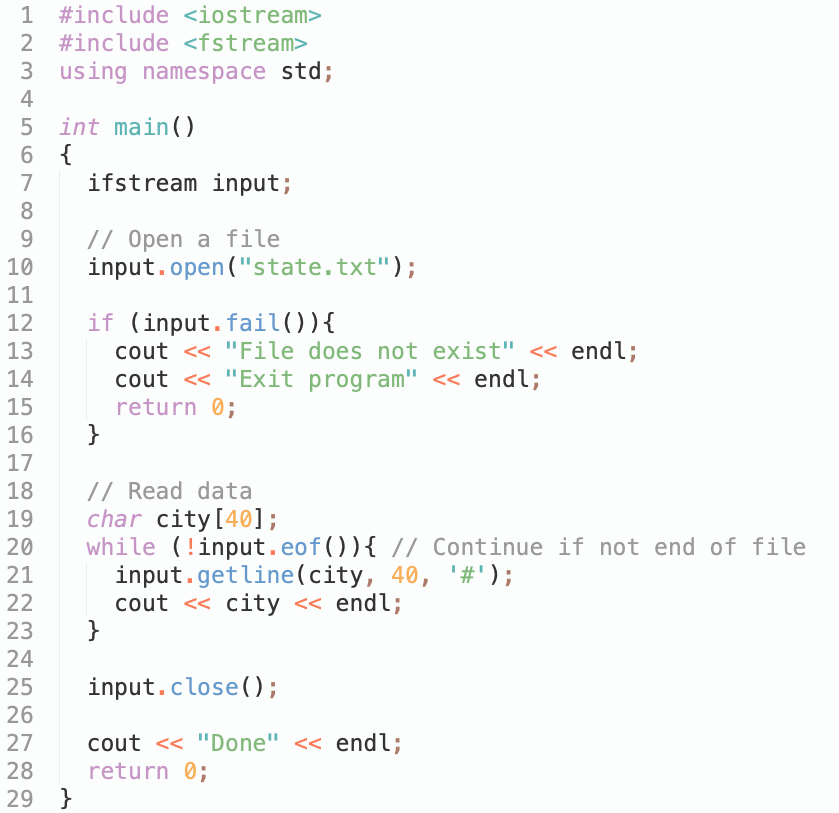 1 #include <iostream>
2 #include <fstream>
3 using namespace std;
4
5 int main()
6 {
7   ifstream input;
8
9   // Open a file
10   input.open("state.txt");
11
12   if (input.fail()){
13     cout << "File does not exist" << endl;
14     cout << "Exit program" << endl;
15     return 0;
16   }
17
18   // Read data
19   char city[40];
20   while (!input.eof()){ // Continue if not end of file
21     input.getline(city, 40, '#');
22     cout << city << endl;
23   }
24
25   input.close();
26
27   cout << "Done" << endl;
28   return 0;
29 }